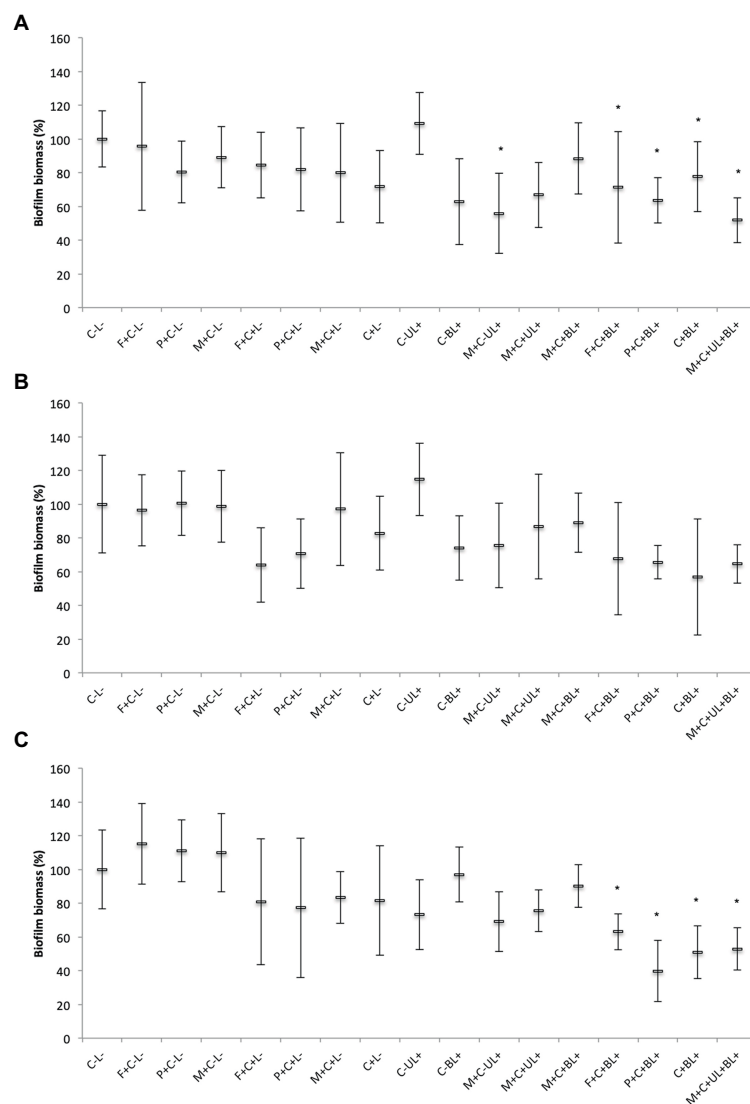 A
Biofilm biomass (%)
160
140
120
100
80
60
40
20
0
*
*
*
*
*
C-L-
F+C-L-
P+C-L-
M+C-L-
F+C+L-
P+C+L-
M+C+L-
C+L-
C-UL+
C-BL+
M+C-UL+
M+C+UL+
M+C+BL+
F+C+BL+
P+C+BL+
C+BL+
M+C+UL+BL+
B
Biofilm biomass (%)
160
140
120
100
80
60
40
20
0
C-L-
F+C-L-
P+C-L-
M+C-L-
F+C+L-
P+C+L-
M+C+L-
C+L-
C-UL+
C-BL+
M+C-UL+
M+C+UL+
M+C+BL+
F+C+BL+
P+C+BL+
C+BL+
M+C+UL+BL+
C
Biofilm biomass (%)
160
140
120
100
80
60
40
20
0
*
*
*
*
C-L-
F+C-L-
P+C-L-
M+C-L-
F+C+L-
P+C+L-
M+C+L-
C+L-
C-UL+
C-BL+
M+C-UL+
M+C+UL+
M+C+BL+
F+C+BL+
P+C+BL+
C+BL+
M+C+UL+BL+